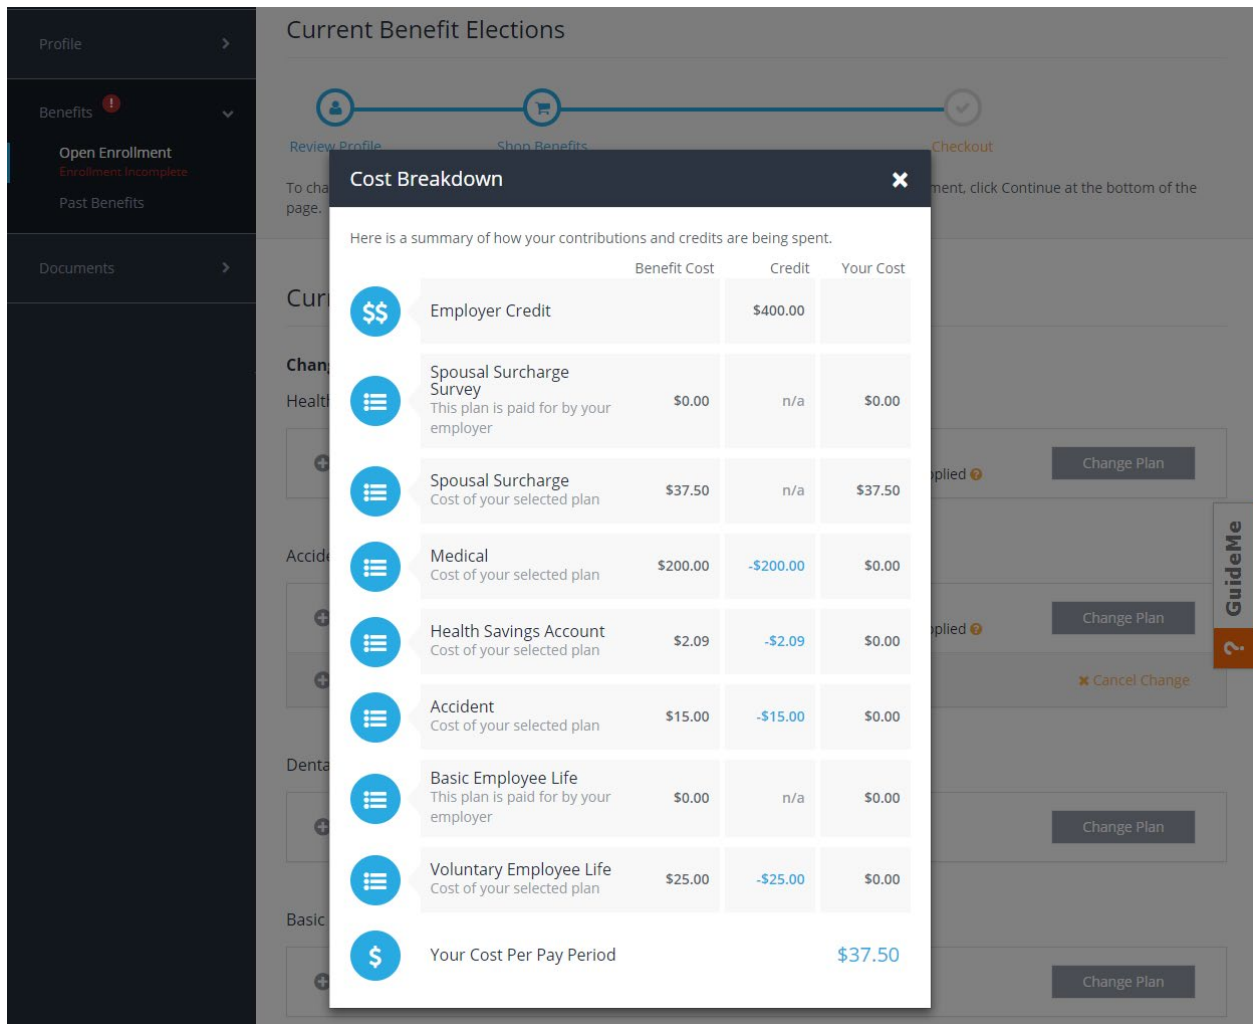 Current Benefit Elections
Profile
Benefits !
Open Enrollment
Enrollment Incomplete
Past Benefits
Documents
Review Profile
Shop Benefits
Checkout
To cha
ment, click Continue at the bottom of the
page.
Cost Breakdown
Here is a summary of how your contributions and credits are being spent.
Benefit Cost Credit Your Cost
$$ Employer Credit $400.00
Spousal Surcharge
Survey
This plan is paid for by your
employer
$0.00 n/a $0.00
Spousal Surcharge
Cost of your selected plan
$37.50 n/a $37.50
Medical
Cost of your selected plan
$200.00 -$200.00 $0.00
Health Savings Account
Cost of your selected plan
$2.09 -$2.09 $0.00
Accident
Cost of your selected plan
$15.00 -$15.00 $0.00
Basic Employee Life
This plan is paid for by your
employer
$0.00 n/a $0.00
Voluntary Employee Life
Cost of your selected plan
$25.00 -$25.00 $0.00
$ Your Cost Per Pay Period $37.50
Curr
Chan
Healt
pplied ?
Change Plan
Accide
pplied ?
Change Plan
Cancel Change
Denta
Change Plan
Basic
Change Plan
? GuideMe